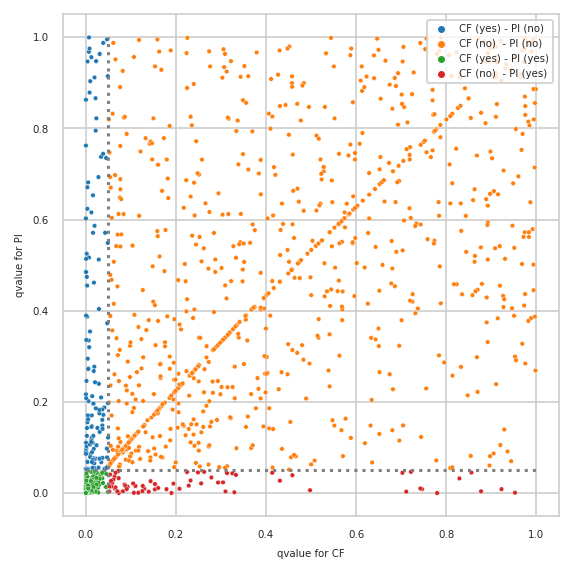 CF (yes) - PI (no)
CF (no)  - PI (no)
CF (yes) - PI (yes)
CF (no)  - PI (yes)
1.0
0.8
0.6
0.4
0.2
0.0
qvalue for PI
0.0 0.2 0.4 0.6 0.8 1.0
qvalue for CF